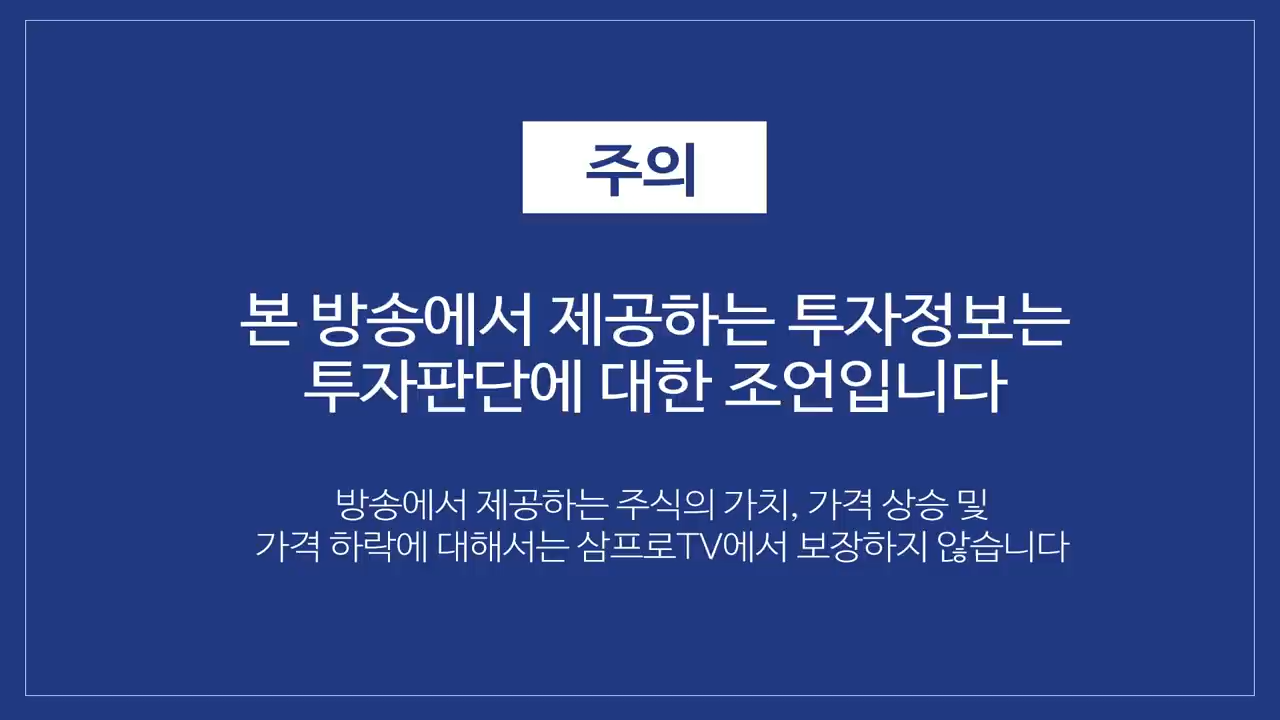 주의
본 방송에서 제공하는 투자정보는
투자판단에 대한 조언입니다
방송에서 제공하는 주식의 가치, 가격 상승 및
가격 하락에 대해서는 삼프로TV에서 보장하지 않습니다